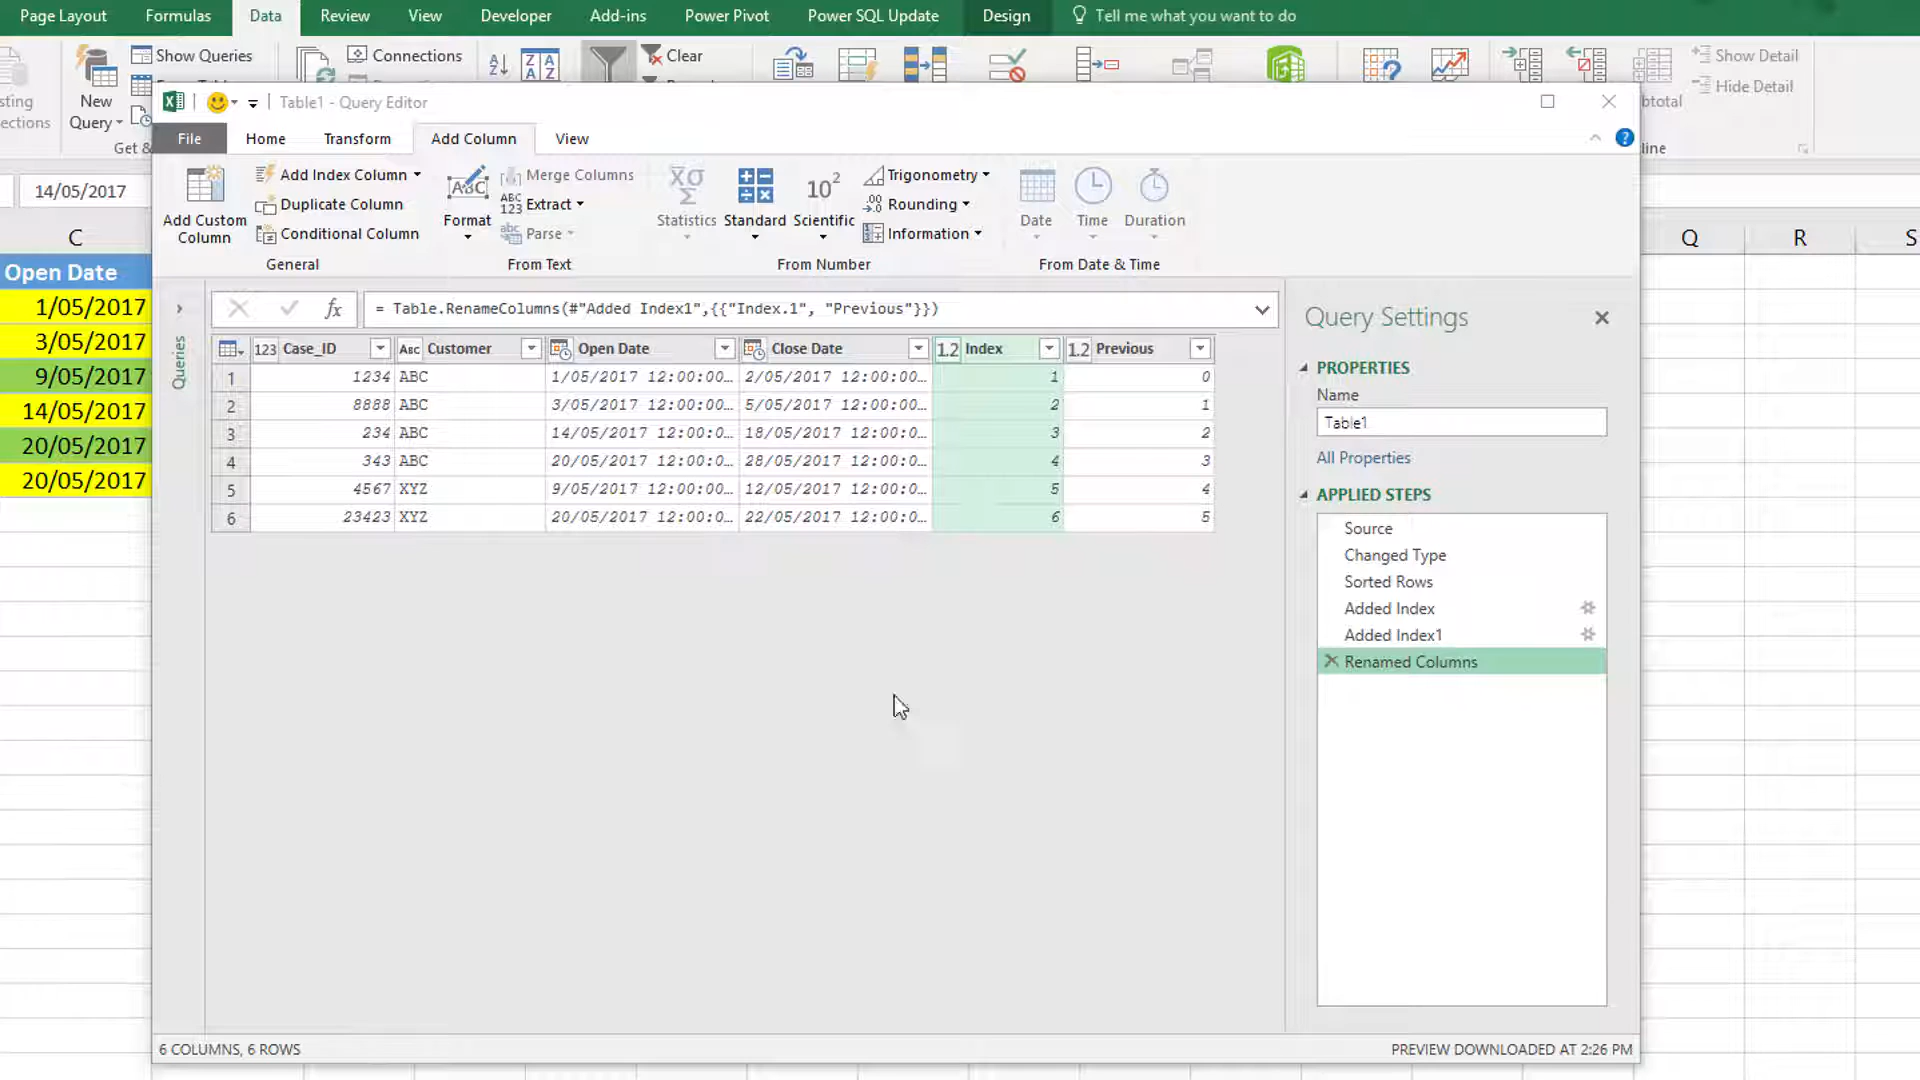 Page Layout Formulas Data Review View Developer Add-ins Power Pivot Power SQL Update Design Tell me what you want to do
Show Queries Connections Clear Show Detail
Hide Detail
sting
ections
New
Query
btotal
Get &
line
Table1 - Query Editor
File Home Transform Add Column View
Add Custom
Column
Add Index Column
Duplicate Column
Conditional Column
General
Format
Merge Columns
Extract
Parse
From Text
Statistics Standard Scientific
Trigonometry
Rounding
Information
From Number
Date Time Duration
From Date & Time
14/05/2017
C Q R S
Open Date
1/05/2017
3/05/2017
9/05/2017
14/05/2017
20/05/2017
20/05/2017
Queries
fx = Table.RenameColumns(#"Added Index1",{{"Index.1", "Previous"}})
123 Case_ID ABC Customer Open Date Close Date 1.2 Index 1.2 Previous
1 1234 ABC 1/05/2017 12:00:00... 2/05/2017 12:00:00... 1 0
2 8888 ABC 3/05/2017 12:00:00... 5/05/2017 12:00:00... 2 1
3 234 ABC 14/05/2017 12:00:0... 18/05/2017 12:00:0... 3 2
4 343 ABC 20/05/2017 12:00:0... 28/05/2017 12:00:0... 4 3
5 4567 XYZ 9/05/2017 12:00:00... 12/05/2017 12:00:0... 5 4
6 23423 XYZ 20/05/2017 12:00:0... 22/05/2017 12:00:0... 6 5
Query Settings
PROPERTIES
Name
Table1
All Properties
APPLIED STEPS
Source
Changed Type
Sorted Rows
Added Index
Added Index1
Renamed Columns
6 COLUMNS, 6 ROWS
PREVIEW DOWNLOADED AT 2:26 PM